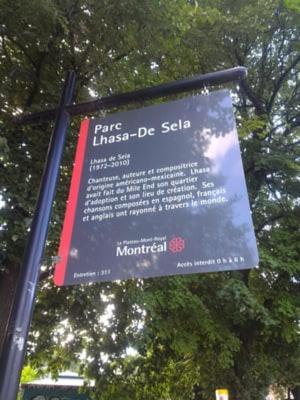 Parc
Lhasa-De Sela
Lhasa de Sela
(1972-2010)
Chanteuse, auteure et compositrice
d'origine américano-mexicaine. Lhasa
avait fait du Mile End son quartier
d'adoption et son lieu de création. Ses
chansons composées en espagnol, français
et anglais ont rayonné à travers le monde.
Le Plateau-Mont-Royal
Montréal
Entretien : 311
Accès interdit 0 h à 6 h